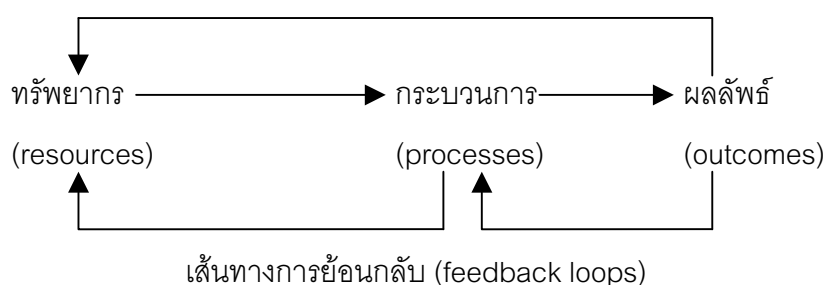 ทรัพยากร กระบวนการ ผลลัพธ์
(resources) (processes) (outcomes)
เส้นทางการย้อนกลับ (feedback loops)